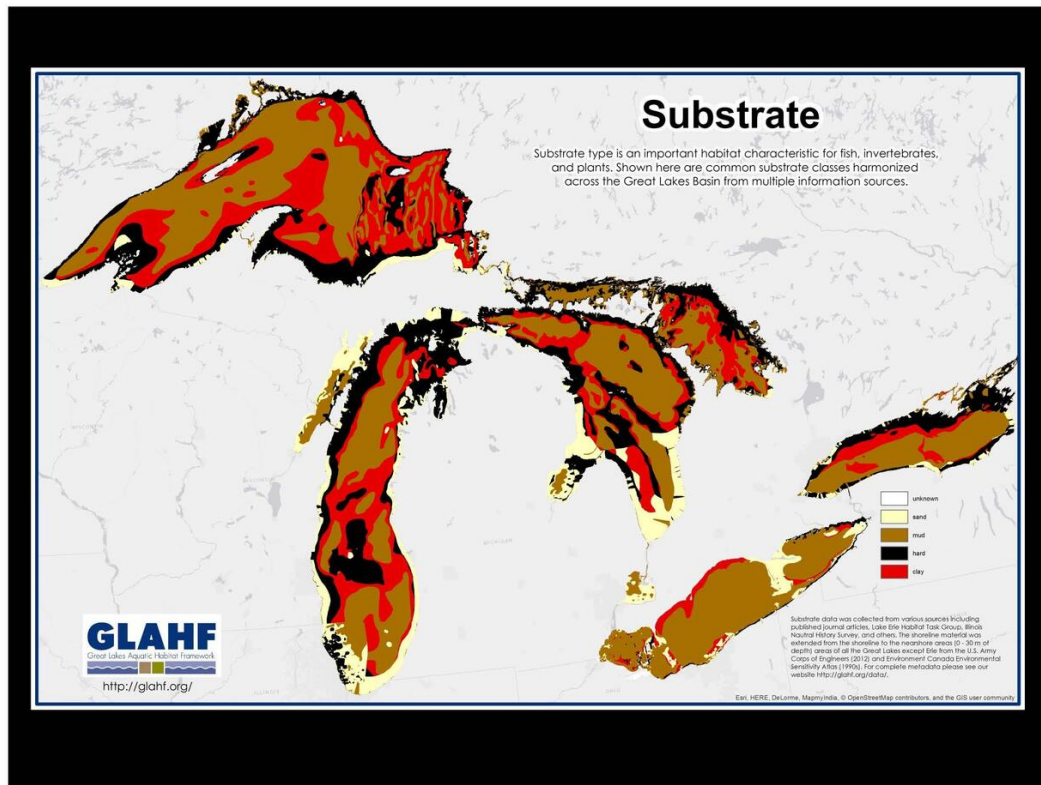 Substrate
Substrate type is an important habitat characteristic for fish, invertebrates,
and plants. Shown here are common substrate classes harmonized
across the Great Lakes Basin from multiple information sources.
unknown
sand
mud
hard
clay
GLAHF
Great Lakes Aquatic Habitat Framework
http://glahf.org/
Substrate data was collected from various sources including
published journal articles, Lake Erie Habitat Task Group, Illinois
Nautral History Survey, and others. The shoreline material was
extended from the shoreline to the nearshore areas (0 - 30 m of
depth) areas of all the Great Lakes except Erie from the U.S. Army
Corps of Engineers (2012) and Environment Canada Environmental
Sensitivity Atlas (1990s). For complete metadata please see our
website http://glahf.org/data/.
Esri, HERE, DeLorme, MapmyIndia, © OpenStreetMap contributors, and the GIS user community